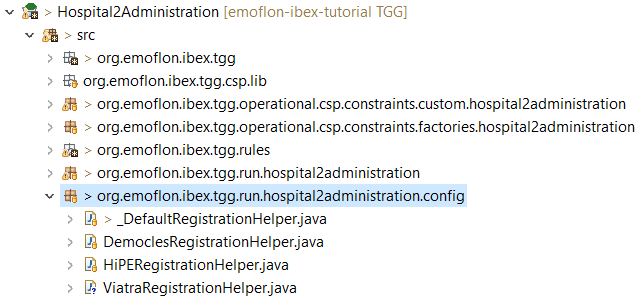 > Hospital2Administration [emoflon-ibex-tutorial TGG]
> src
> org.emoflon.ibex.tgg
org.emoflon.ibex.tgg.csp.lib
> org.emoflon.ibex.tgg.operational.csp.constraints.custom.hospital2administration
> org.emoflon.ibex.tgg.operational.csp.constraints.factories.hospital2administration
> org.emoflon.ibex.tgg.rules
> org.emoflon.ibex.tgg.run.hospital2administration
> org.emoflon.ibex.tgg.run.hospital2administration.config
> _DefaultRegistrationHelper.java
DemoclesRegistrationHelper.java
HiPERegistrationHelper.java
ViatraRegistrationHelper.java